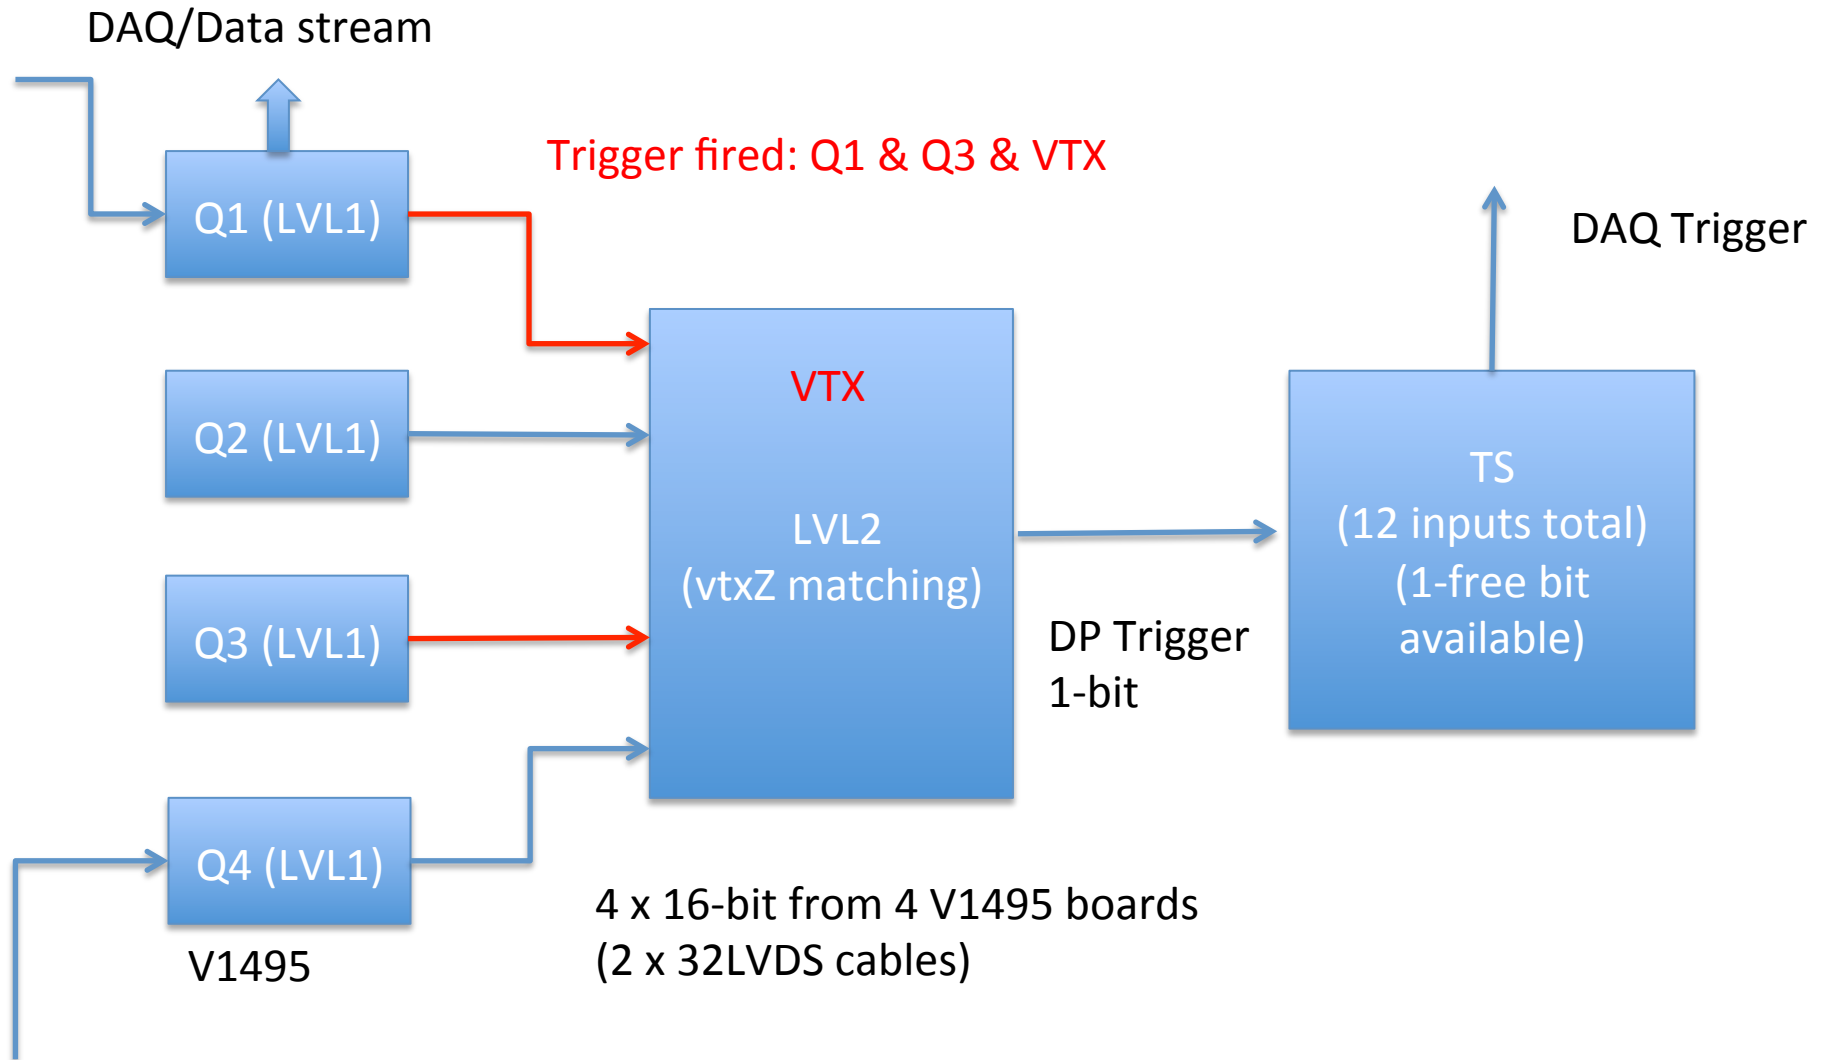 DAQ/Data stream
Trigger fired: Q1 & Q3 & VTX
Q1 (LVL1)
DAQ Trigger
VTX
Q2 (LVL1)
TS
(12 inputs total)
(1-free bit
available)
LVL2
(vtxZ matching)
Q3 (LVL1)
DP Trigger
1-bit
Q4 (LVL1)
4 x 16-bit from 4 V1495 boards
(2 x 32LVDS cables)
V1495